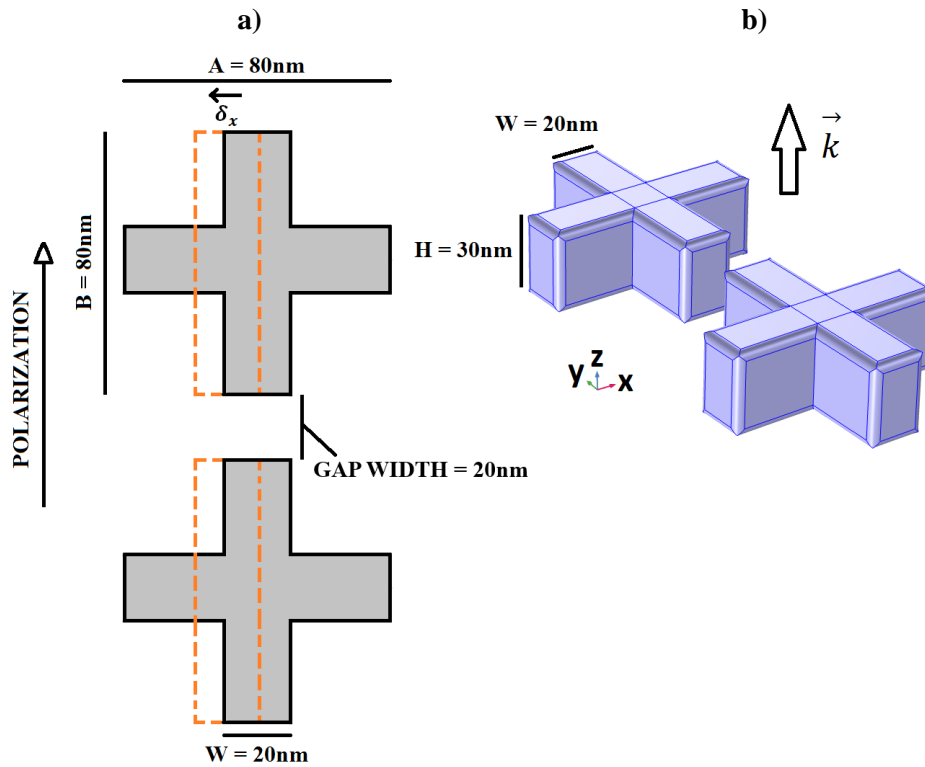 a)
b)
A = 80nm
δx
B = 80nm
POLARIZATION
GAP WIDTH = 20nm
W = 20nm
W = 20nm
k
H = 30nm
z
y
x